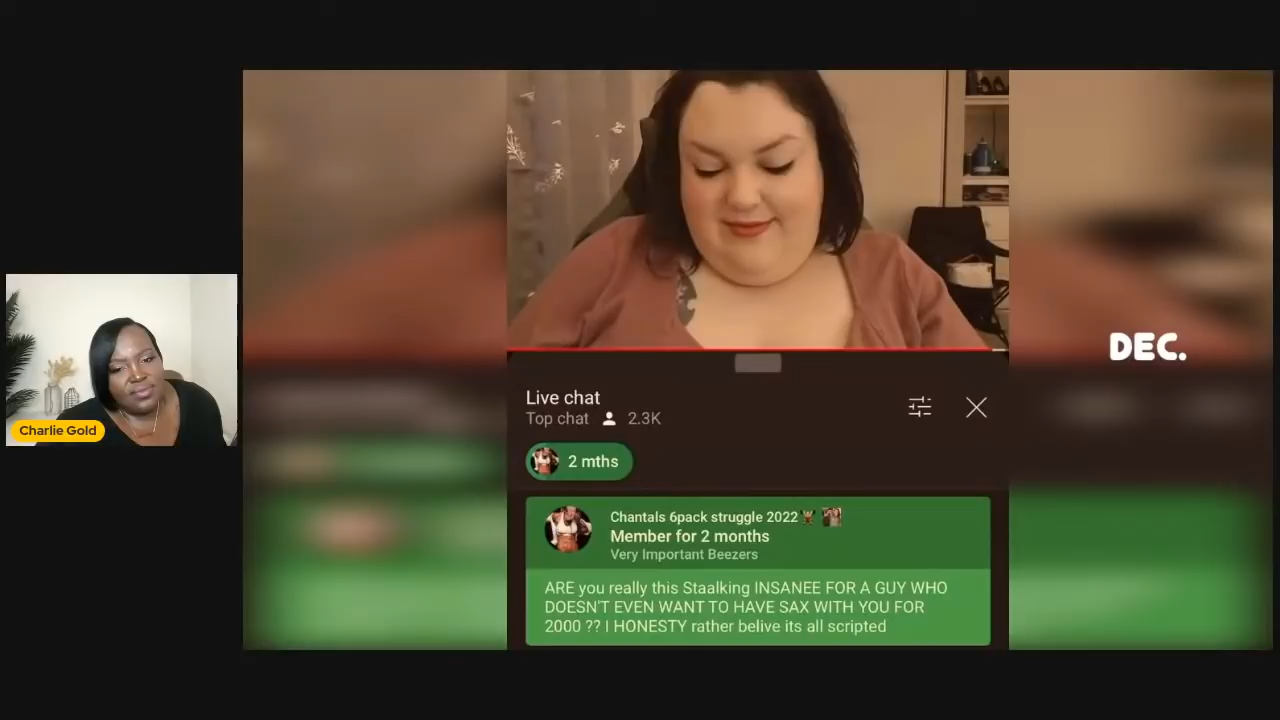 Charlie Gold
DEC.
Live chat
Top chat 2.3K
2 mths
Chantals 6pack struggle 2022
Member for 2 months
Very Important Beezers
ARE you really this Staalking INSANEE FOR A GUY WHO
DOESN'T EVEN WANT TO HAVE SAX WITH YOU FOR
2000 ?? I HONESTY rather belive its all scripted